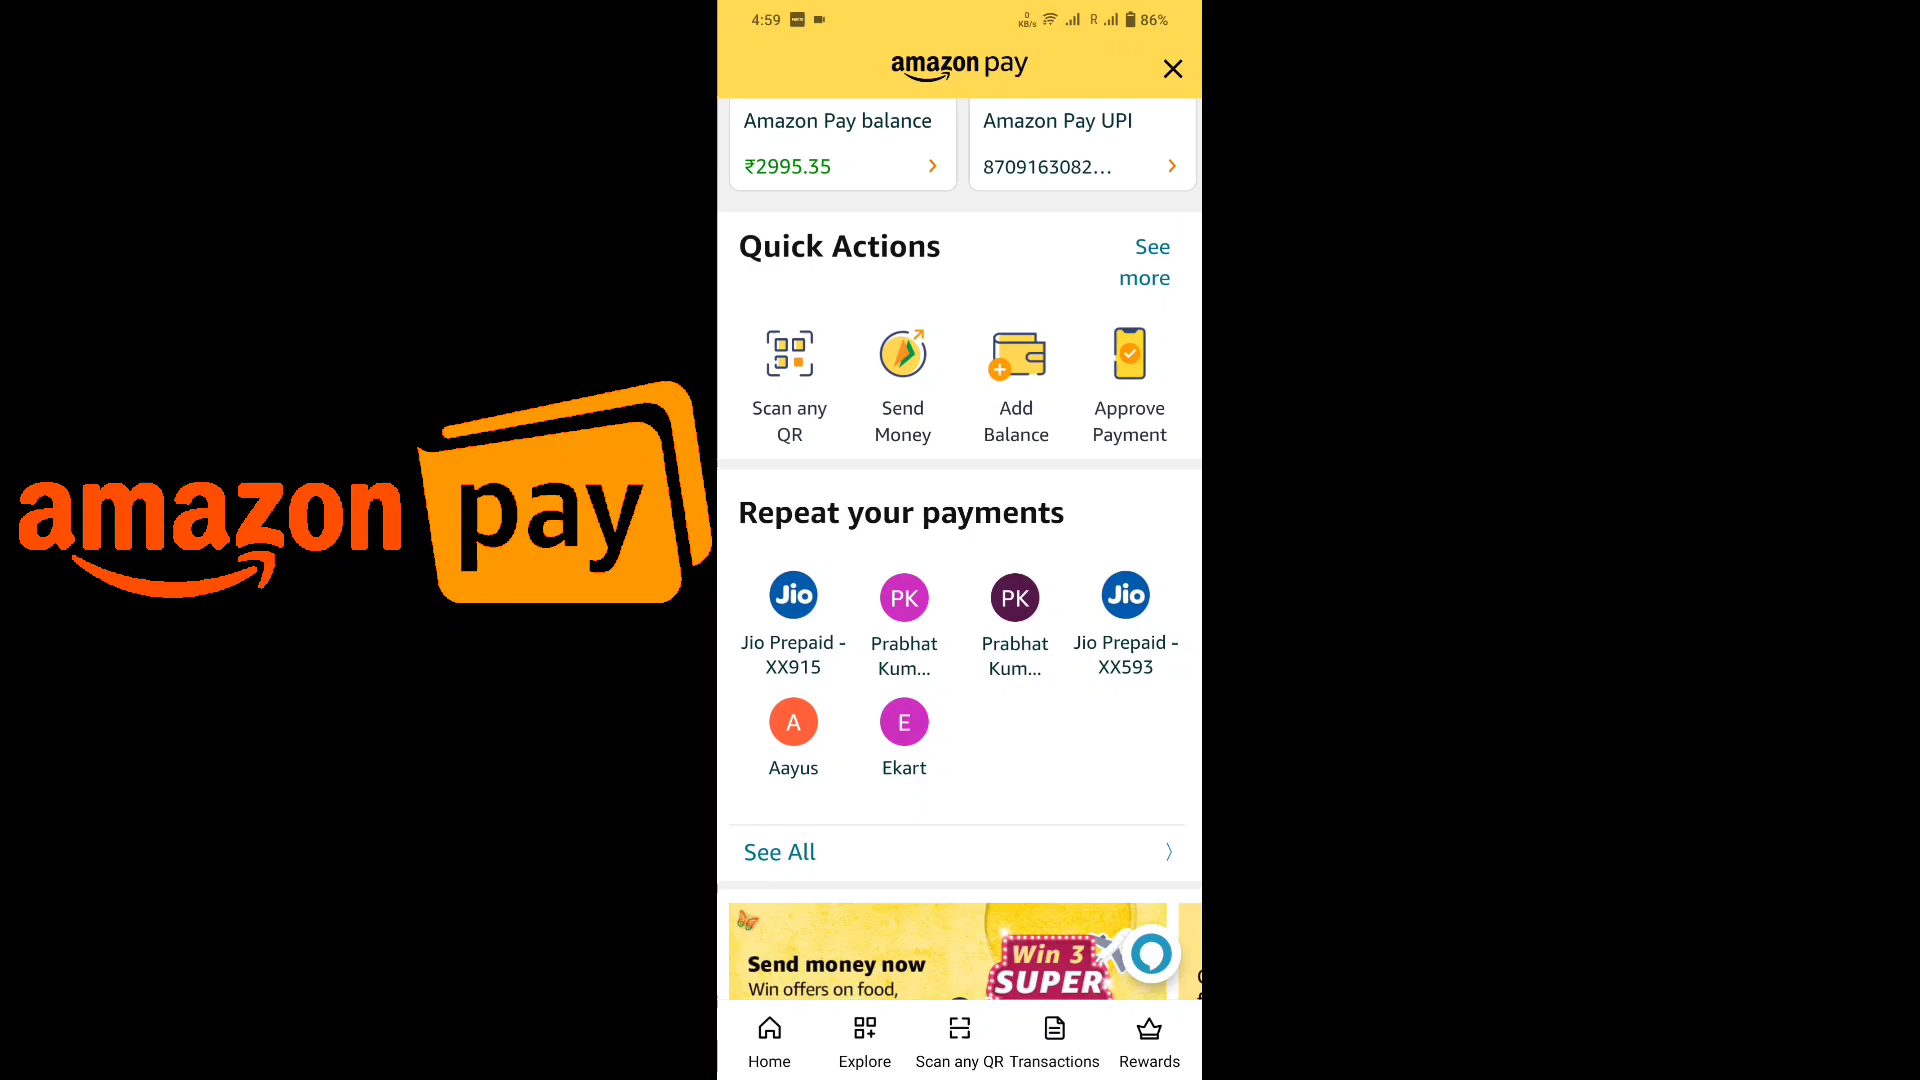 4:59
0
KB/s
R
86%
amazon pay
Amazon Pay balance
Amazon Pay UPI
₹2995.35
8709163082...
Quick Actions
See
more
Scan any
QR
Send
Money
Add
Balance
Approve
Payment
amazon pay
Repeat your payments
Jio
PK
PK
Jio
Jio Prepaid -
XX915
Prabhat
Kum...
Prabhat
Kum...
Jio Prepaid -
XX593
A
E
Aayus
Ekart
See All
Send money now
Win offers on food,
Win 3
SUPER
Home
Explore
Scan any QR
Transactions
Rewards